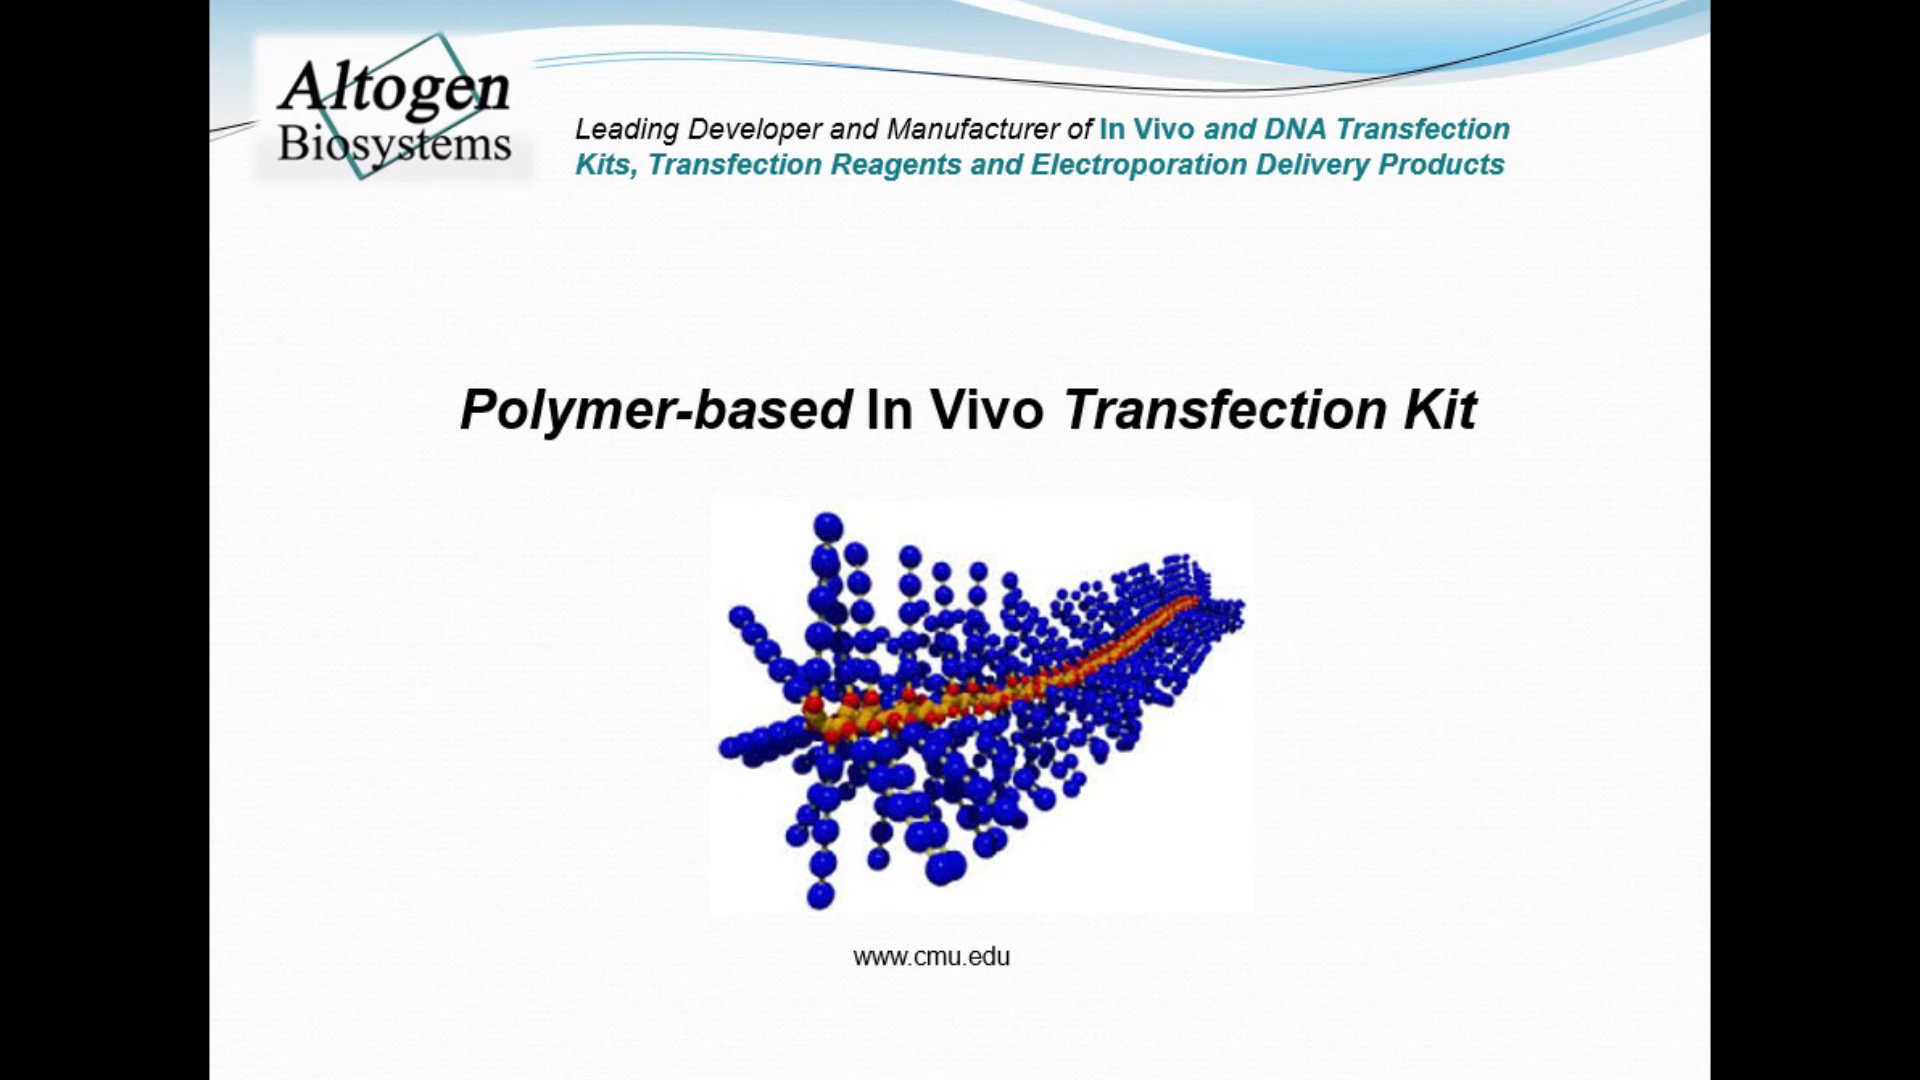 Altogen
Biosystems
Leading Developer and Manufacturer of In Vivo and DNA Transfection
Kits, Transfection Reagents and Electroporation Delivery Products
Polymer-based In Vivo Transfection Kit
www.cmu.edu